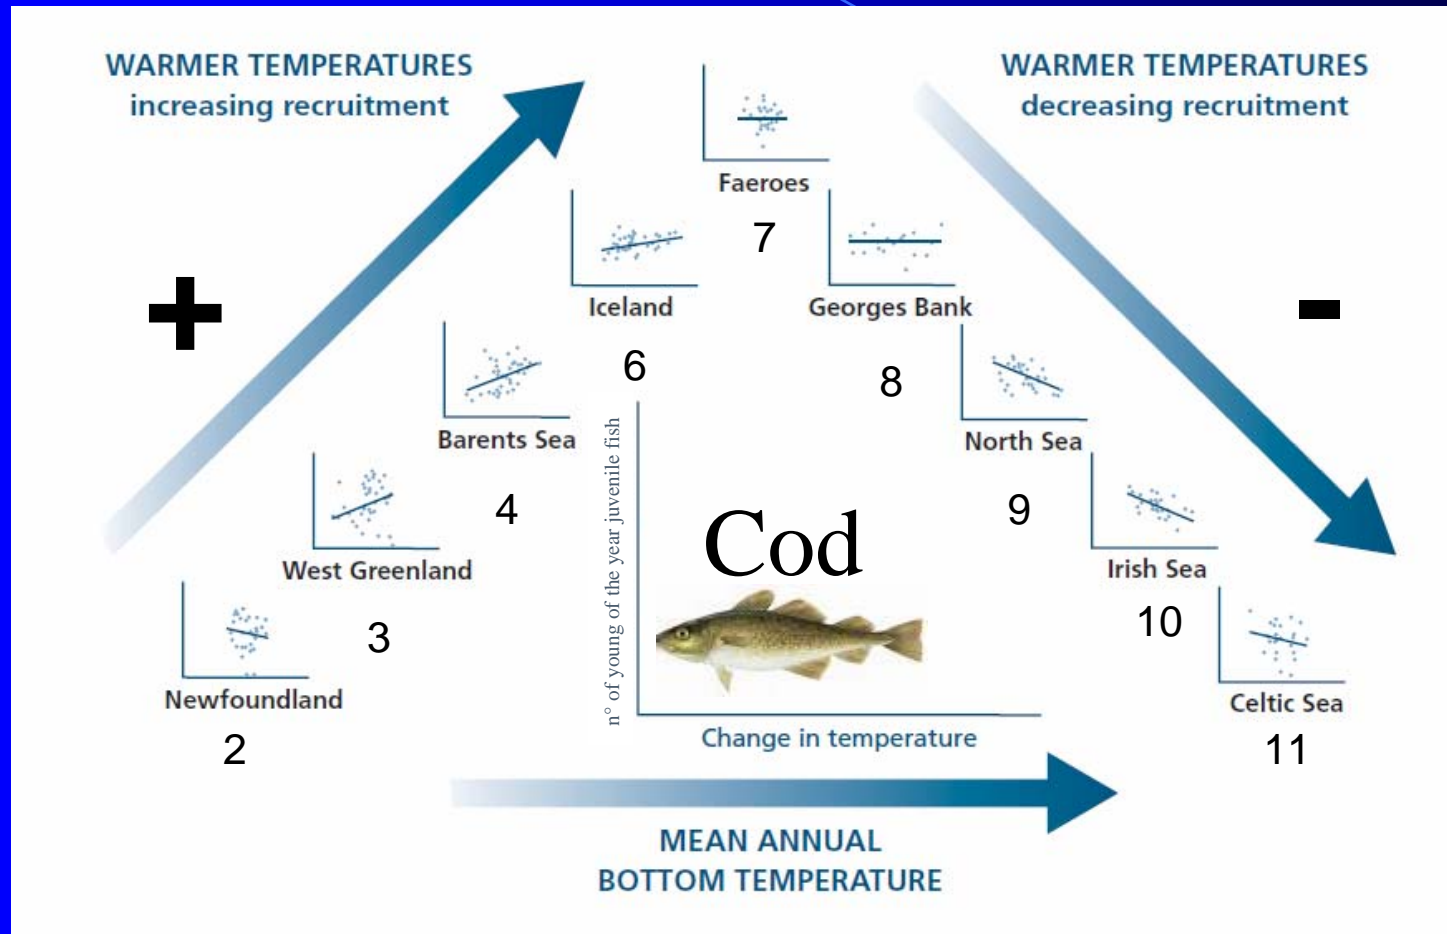 WARMER TEMPERATURES
increasing recruitment
WARMER TEMPERATURES
decreasing recruitment
Faeroes
7
+
-
Iceland
6
Georges Bank
8
Barents Sea
4
North Sea
9
n° of young of the year juvenile fish
Cod
West Greenland
3
Irish Sea
10
Newfoundland
2
Celtic Sea
11
Change in temperature
MEAN ANNUAL
BOTTOM TEMPERATURE